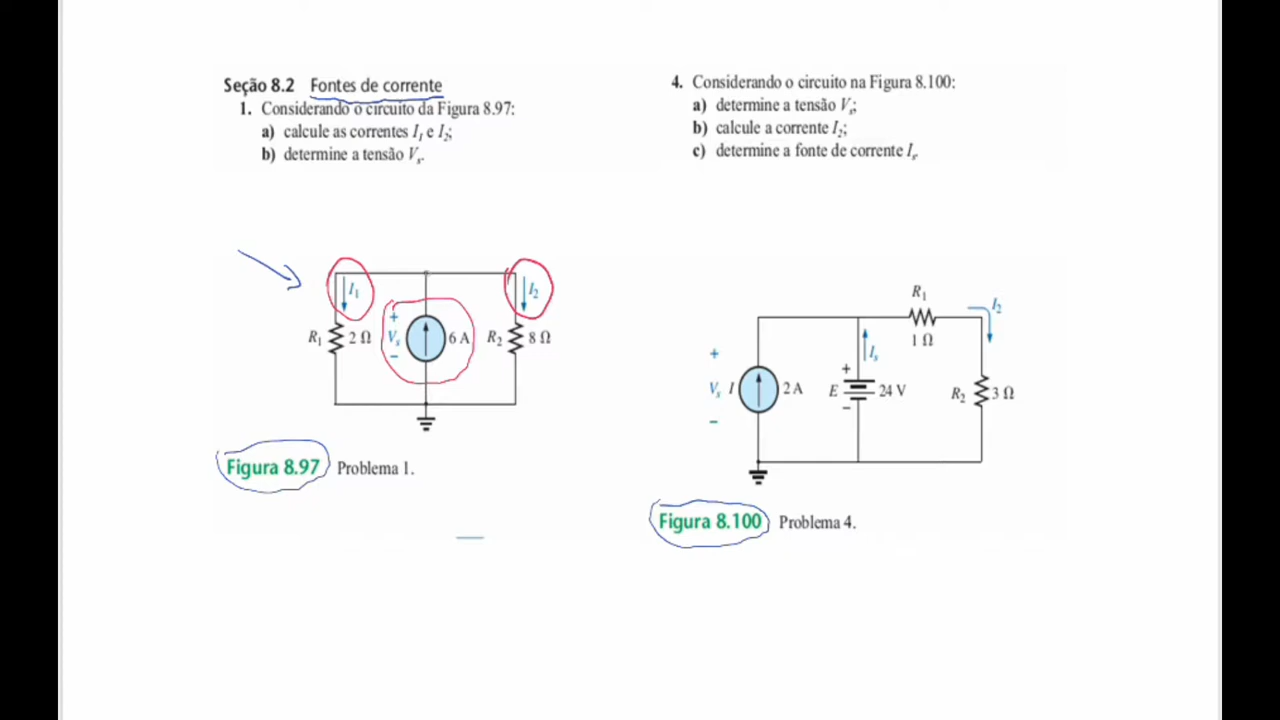 Seção 8.2 Fontes de corrente
1. Considerando o circuito da Figura 8.97:
a) calcule as correntes I1 e I2;
b) determine a tensão Vs.
I1
I2
R1 2 Ω
+
Vs
–
6 A
R2 8 Ω
Figura 8.97 Problema 1.
4. Considerando o circuito na Figura 8.100:
a) determine a tensão Vs;
b) calcule a corrente I2;
c) determine a fonte de corrente Is.
R1
1 Ω
I2
Is
+
Vs
–
I
2 A
+
E
–
24 V
R2 3 Ω
Figura 8.100 Problema 4.